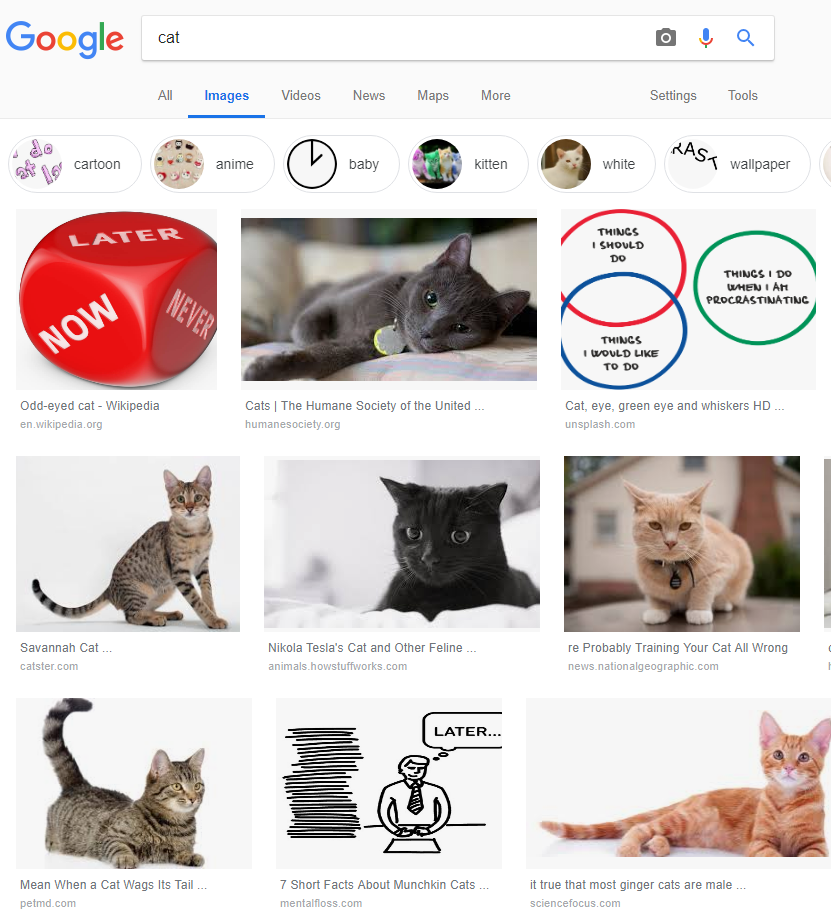 Google
cat
All Images Videos News Maps More Settings Tools
cartoon anime baby kitten white wallpaper
LATER
NOW
NEVER
THINGS
I SHOULD
DO
THINGS I DO
WHEN I AM
PROCRASTINATING
THINGS
I WOULD LIKE
TO DO
Odd-eyed cat - Wikipedia
en.wikipedia.org
Cats | The Humane Society of the United ...
humanesociety.org
Cat, eye, green eye and whiskers HD ...
unsplash.com
Savannah Cat ...
catster.com
Nikola Tesla's Cat and Other Feline ...
animals.howstuffworks.com
re Probably Training Your Cat All Wrong
news.nationalgeographic.com
LATER...
Mean When a Cat Wags Its Tail ...
petmd.com
7 Short Facts About Munchkin Cats ...
mentalfloss.com
it true that most ginger cats are male ...
sciencefocus.com